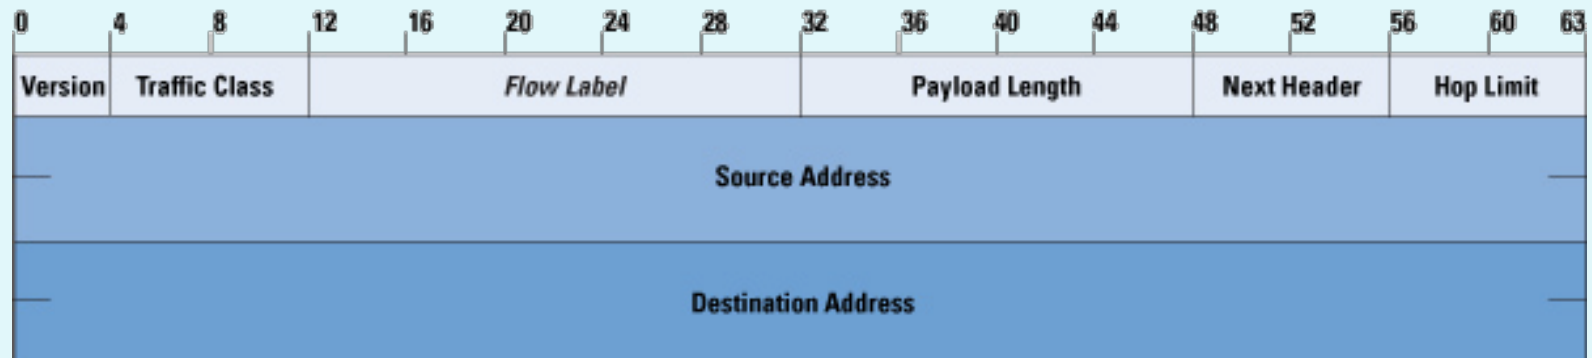 0 4 8 12 16 20 24 28 32 36 40 44 48 52 56 60 63
Version Traffic Class Flow Label Payload Length Next Header Hop Limit
Source Address
Destination Address